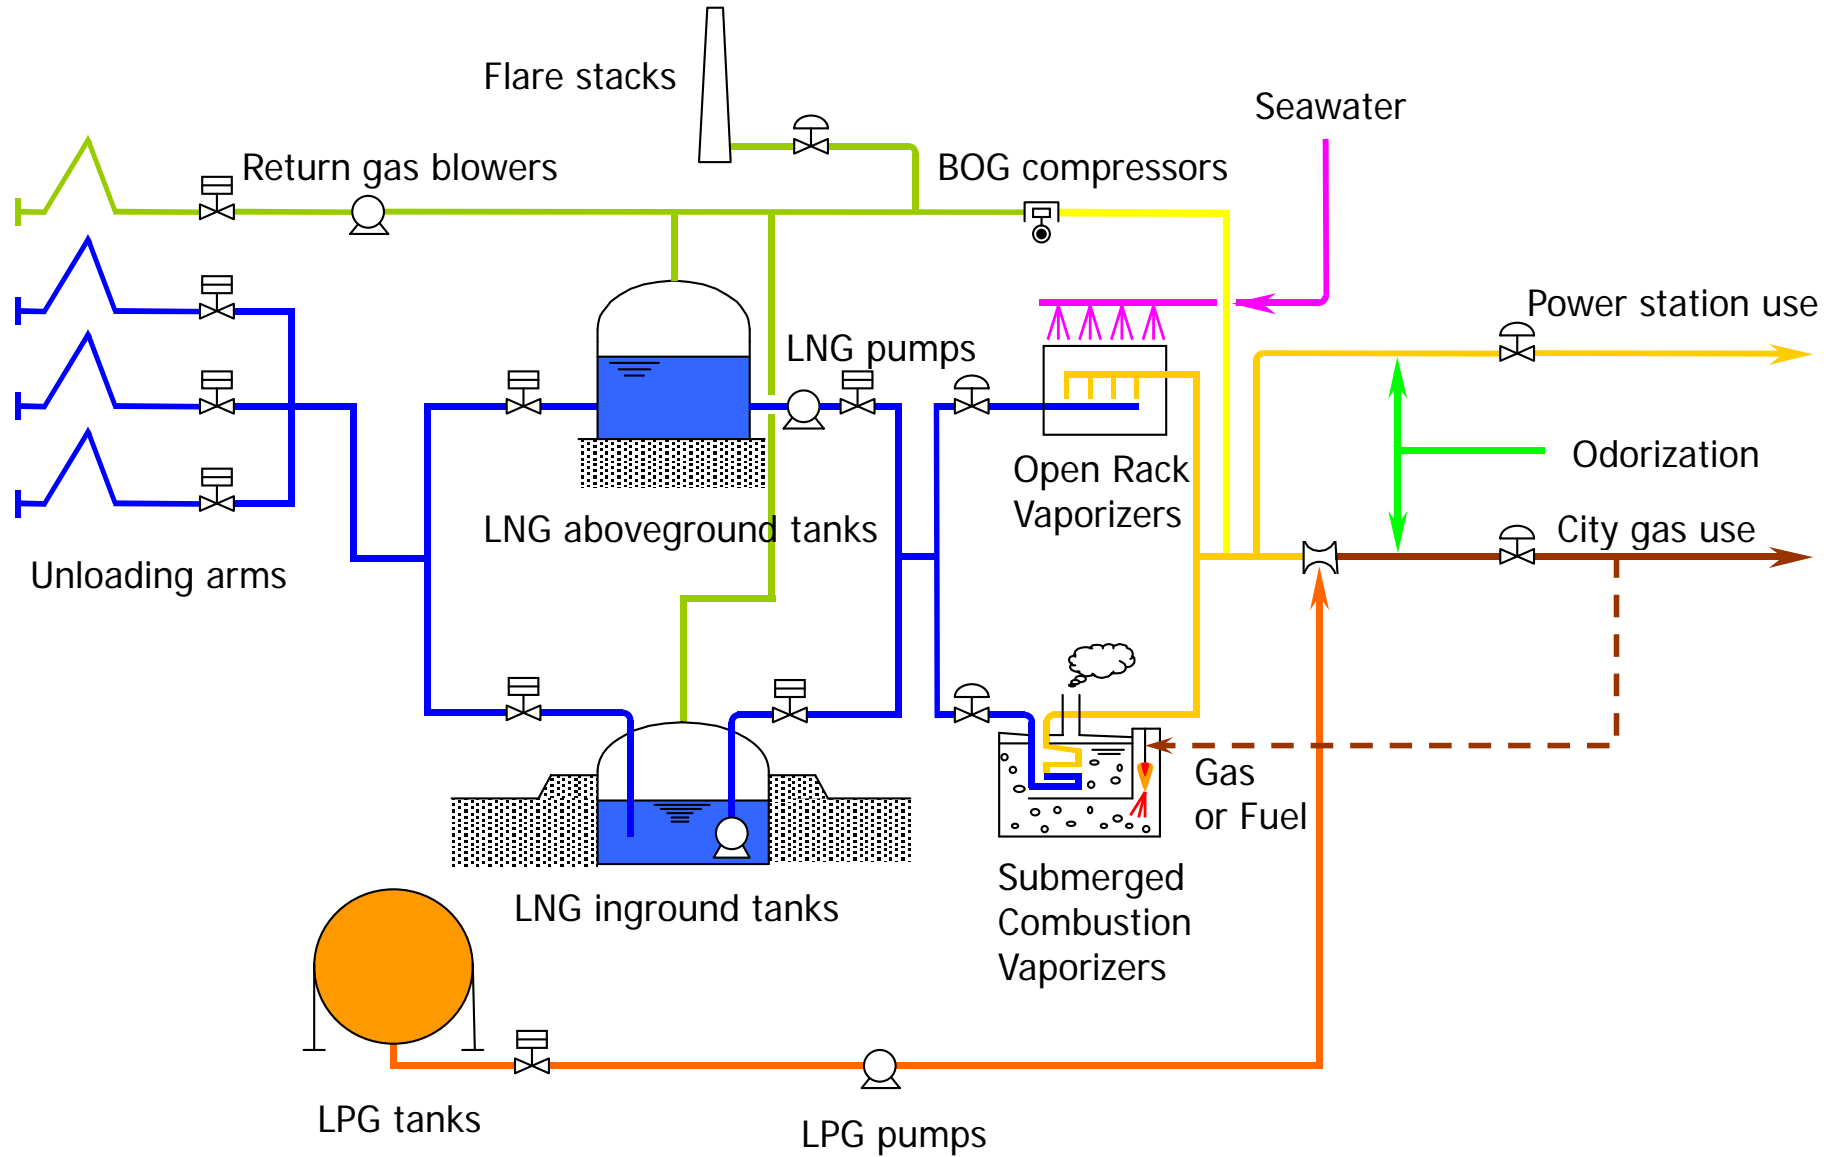 Flare stacks
Seawater
Return gas blowers
BOG compressors
Power station use
LNG pumps
Odorization
Open Rack
Vaporizers
LNG aboveground tanks
City gas use
Unloading arms
Gas
or Fuel
Submerged
Combustion
Vaporizers
LNG inground tanks
LPG tanks
LPG pumps